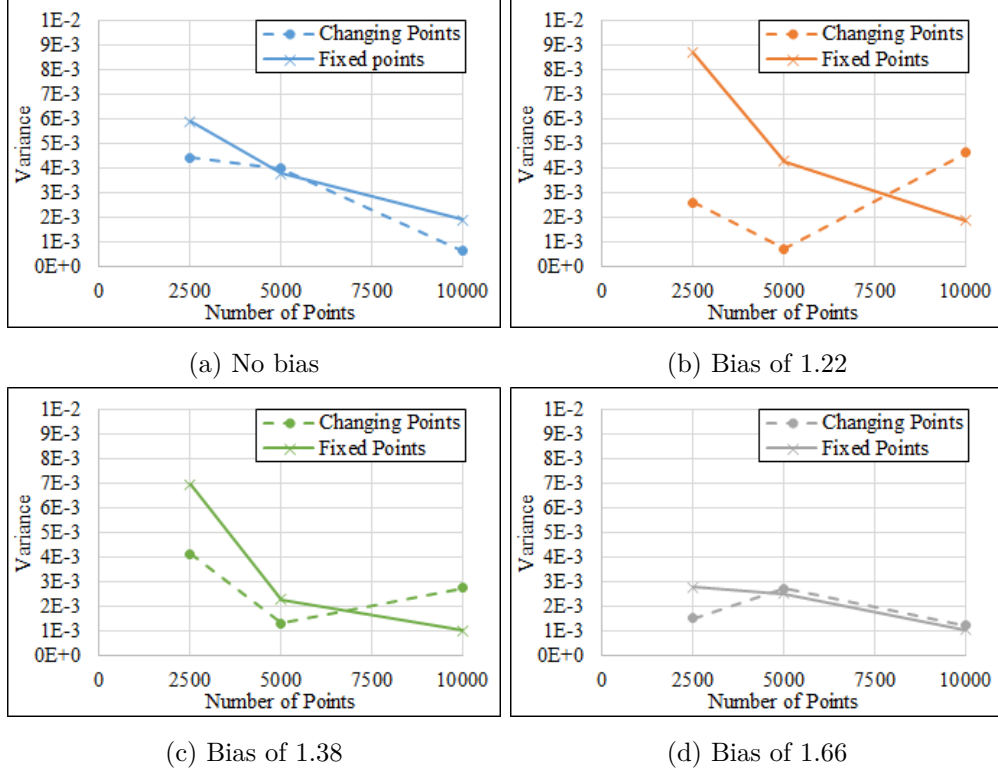 1E-2
9E-3
8E-3
7E-3
6E-3
5E-3
4E-3
3E-3
2E-3
1E-3
0E+0
Variance
Changing Points
Fixed points
0 2500 5000 7500 10000
Number of Points
(a) No bias
1E-2
9E-3
8E-3
7E-3
6E-3
5E-3
4E-3
3E-3
2E-3
1E-3
0E+0
Variance
Changing Points
Fixed Points
0 2500 5000 7500 10000
Number of Points
(b) Bias of 1.22
1E-2
9E-3
8E-3
7E-3
6E-3
5E-3
4E-3
3E-3
2E-3
1E-3
0E+0
Variance
Changing Points
Fixed Points
0 2500 5000 7500 10000
Number of Points
(c) Bias of 1.38
1E-2
9E-3
8E-3
7E-3
6E-3
5E-3
4E-3
3E-3
2E-3
1E-3
0E+0
Variance
Changing Points
Fixed Points
0 2500 5000 7500 10000
Number of Points
(d) Bias of 1.66